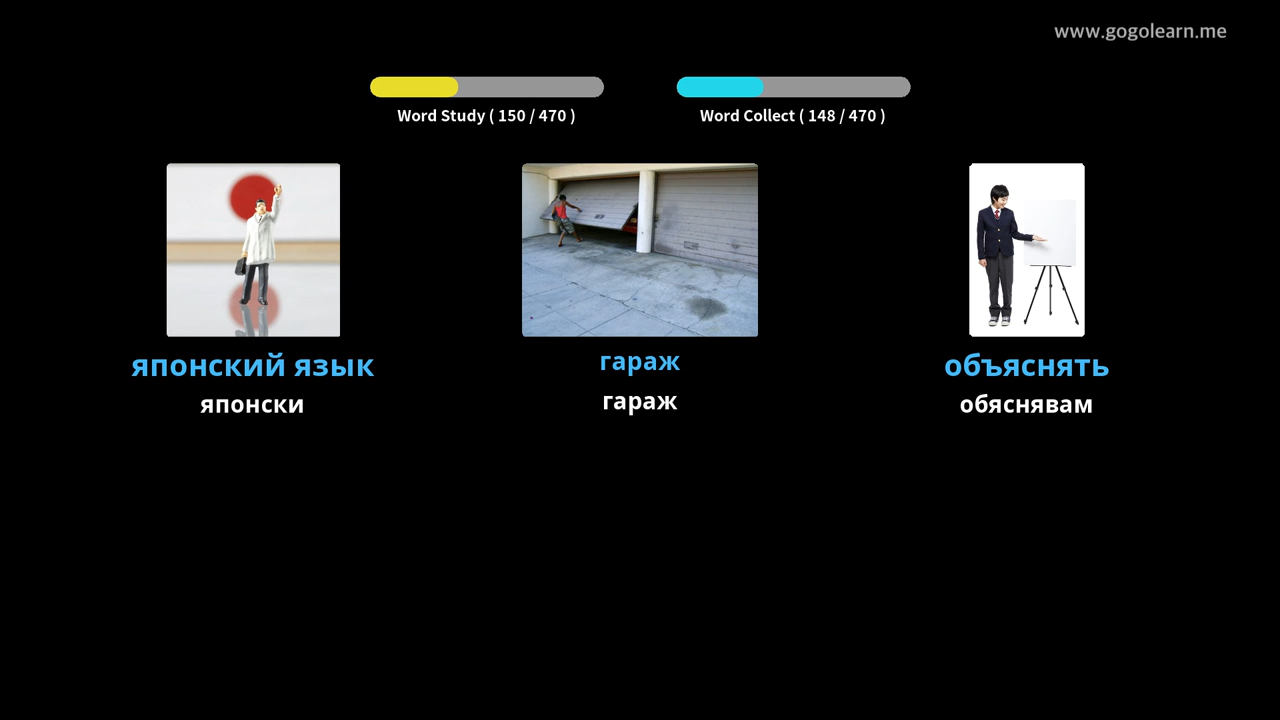 www.gogolearn.me
Word Study ( 150 / 470 )
Word Collect ( 148 / 470 )
японский язык
японски
гараж
гараж
объяснять
обяснявам